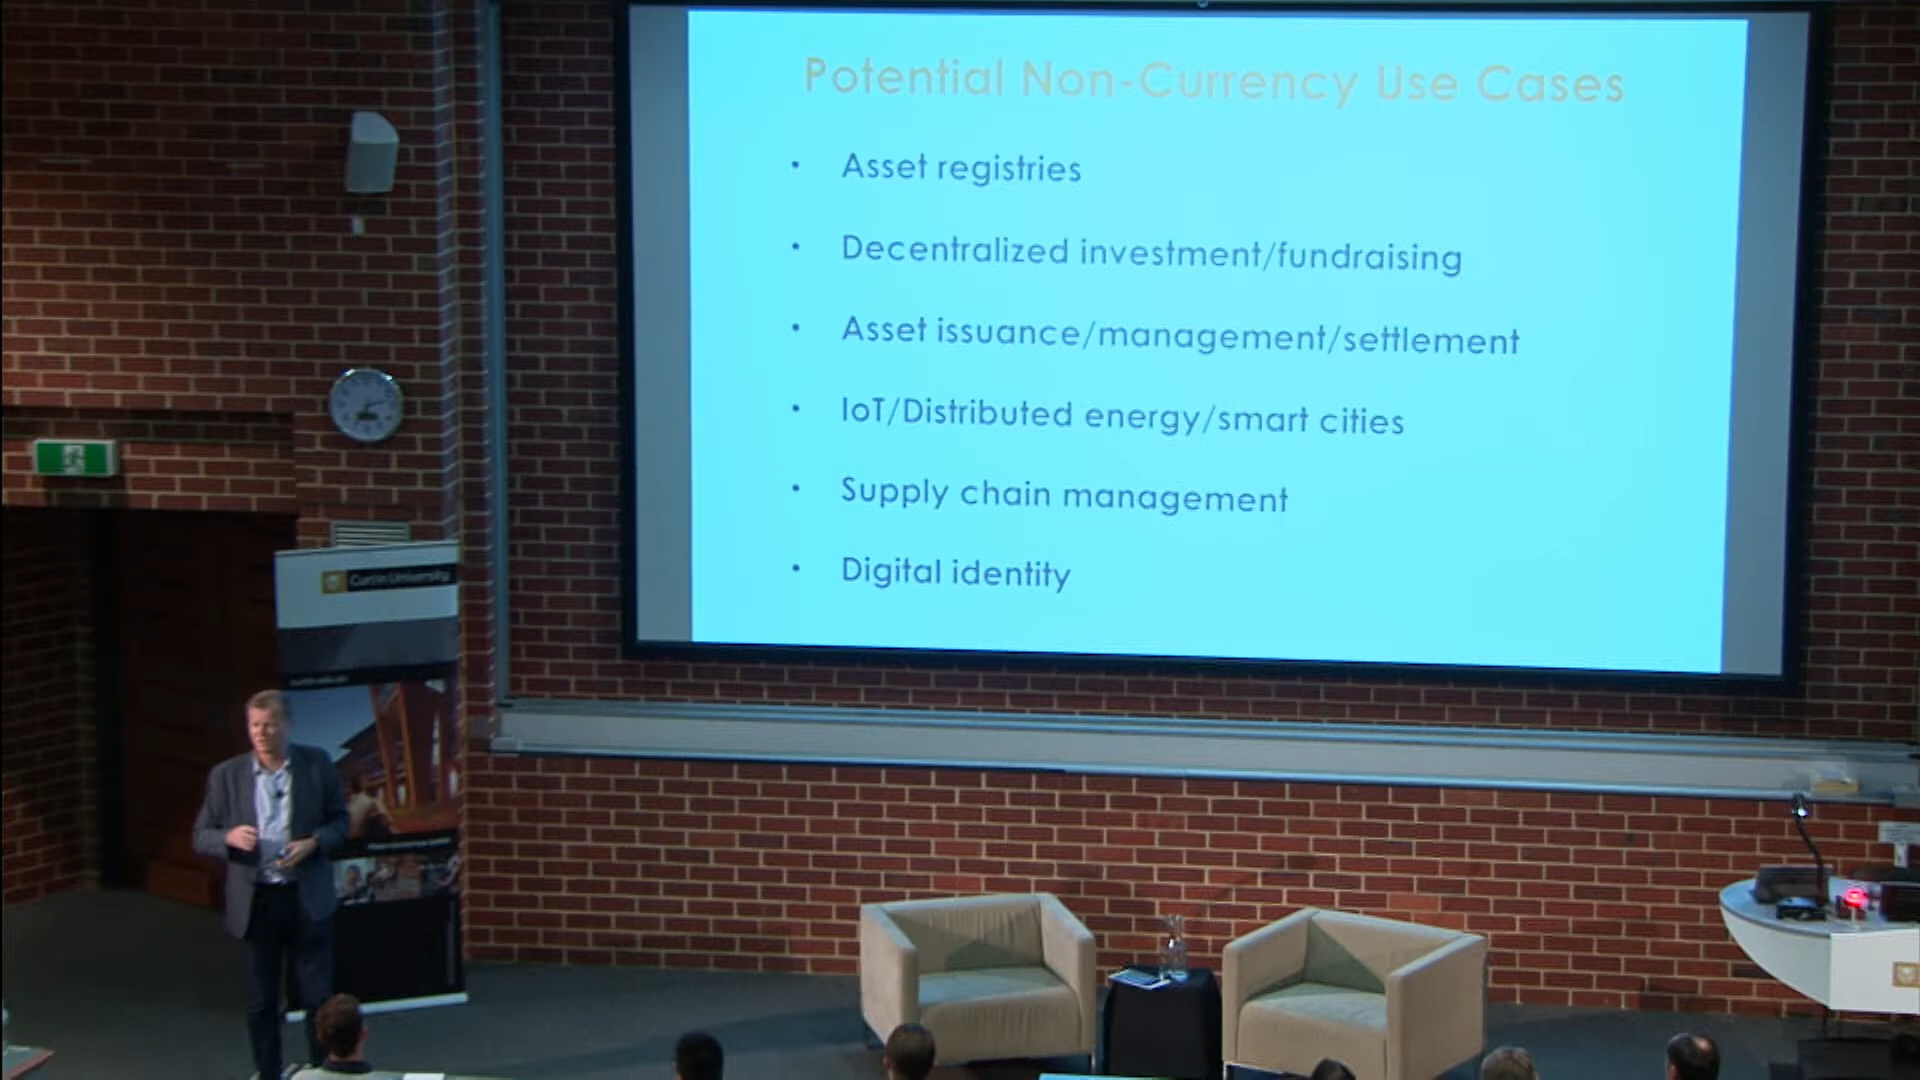 Potential Non-Currency Use Cases
• Asset registries
• Decentralized investment/fundraising
• Asset issuance/management/settlement
• IoT/Distributed energy/smart cities
• Supply chain management
• Digital identity
Curtin University